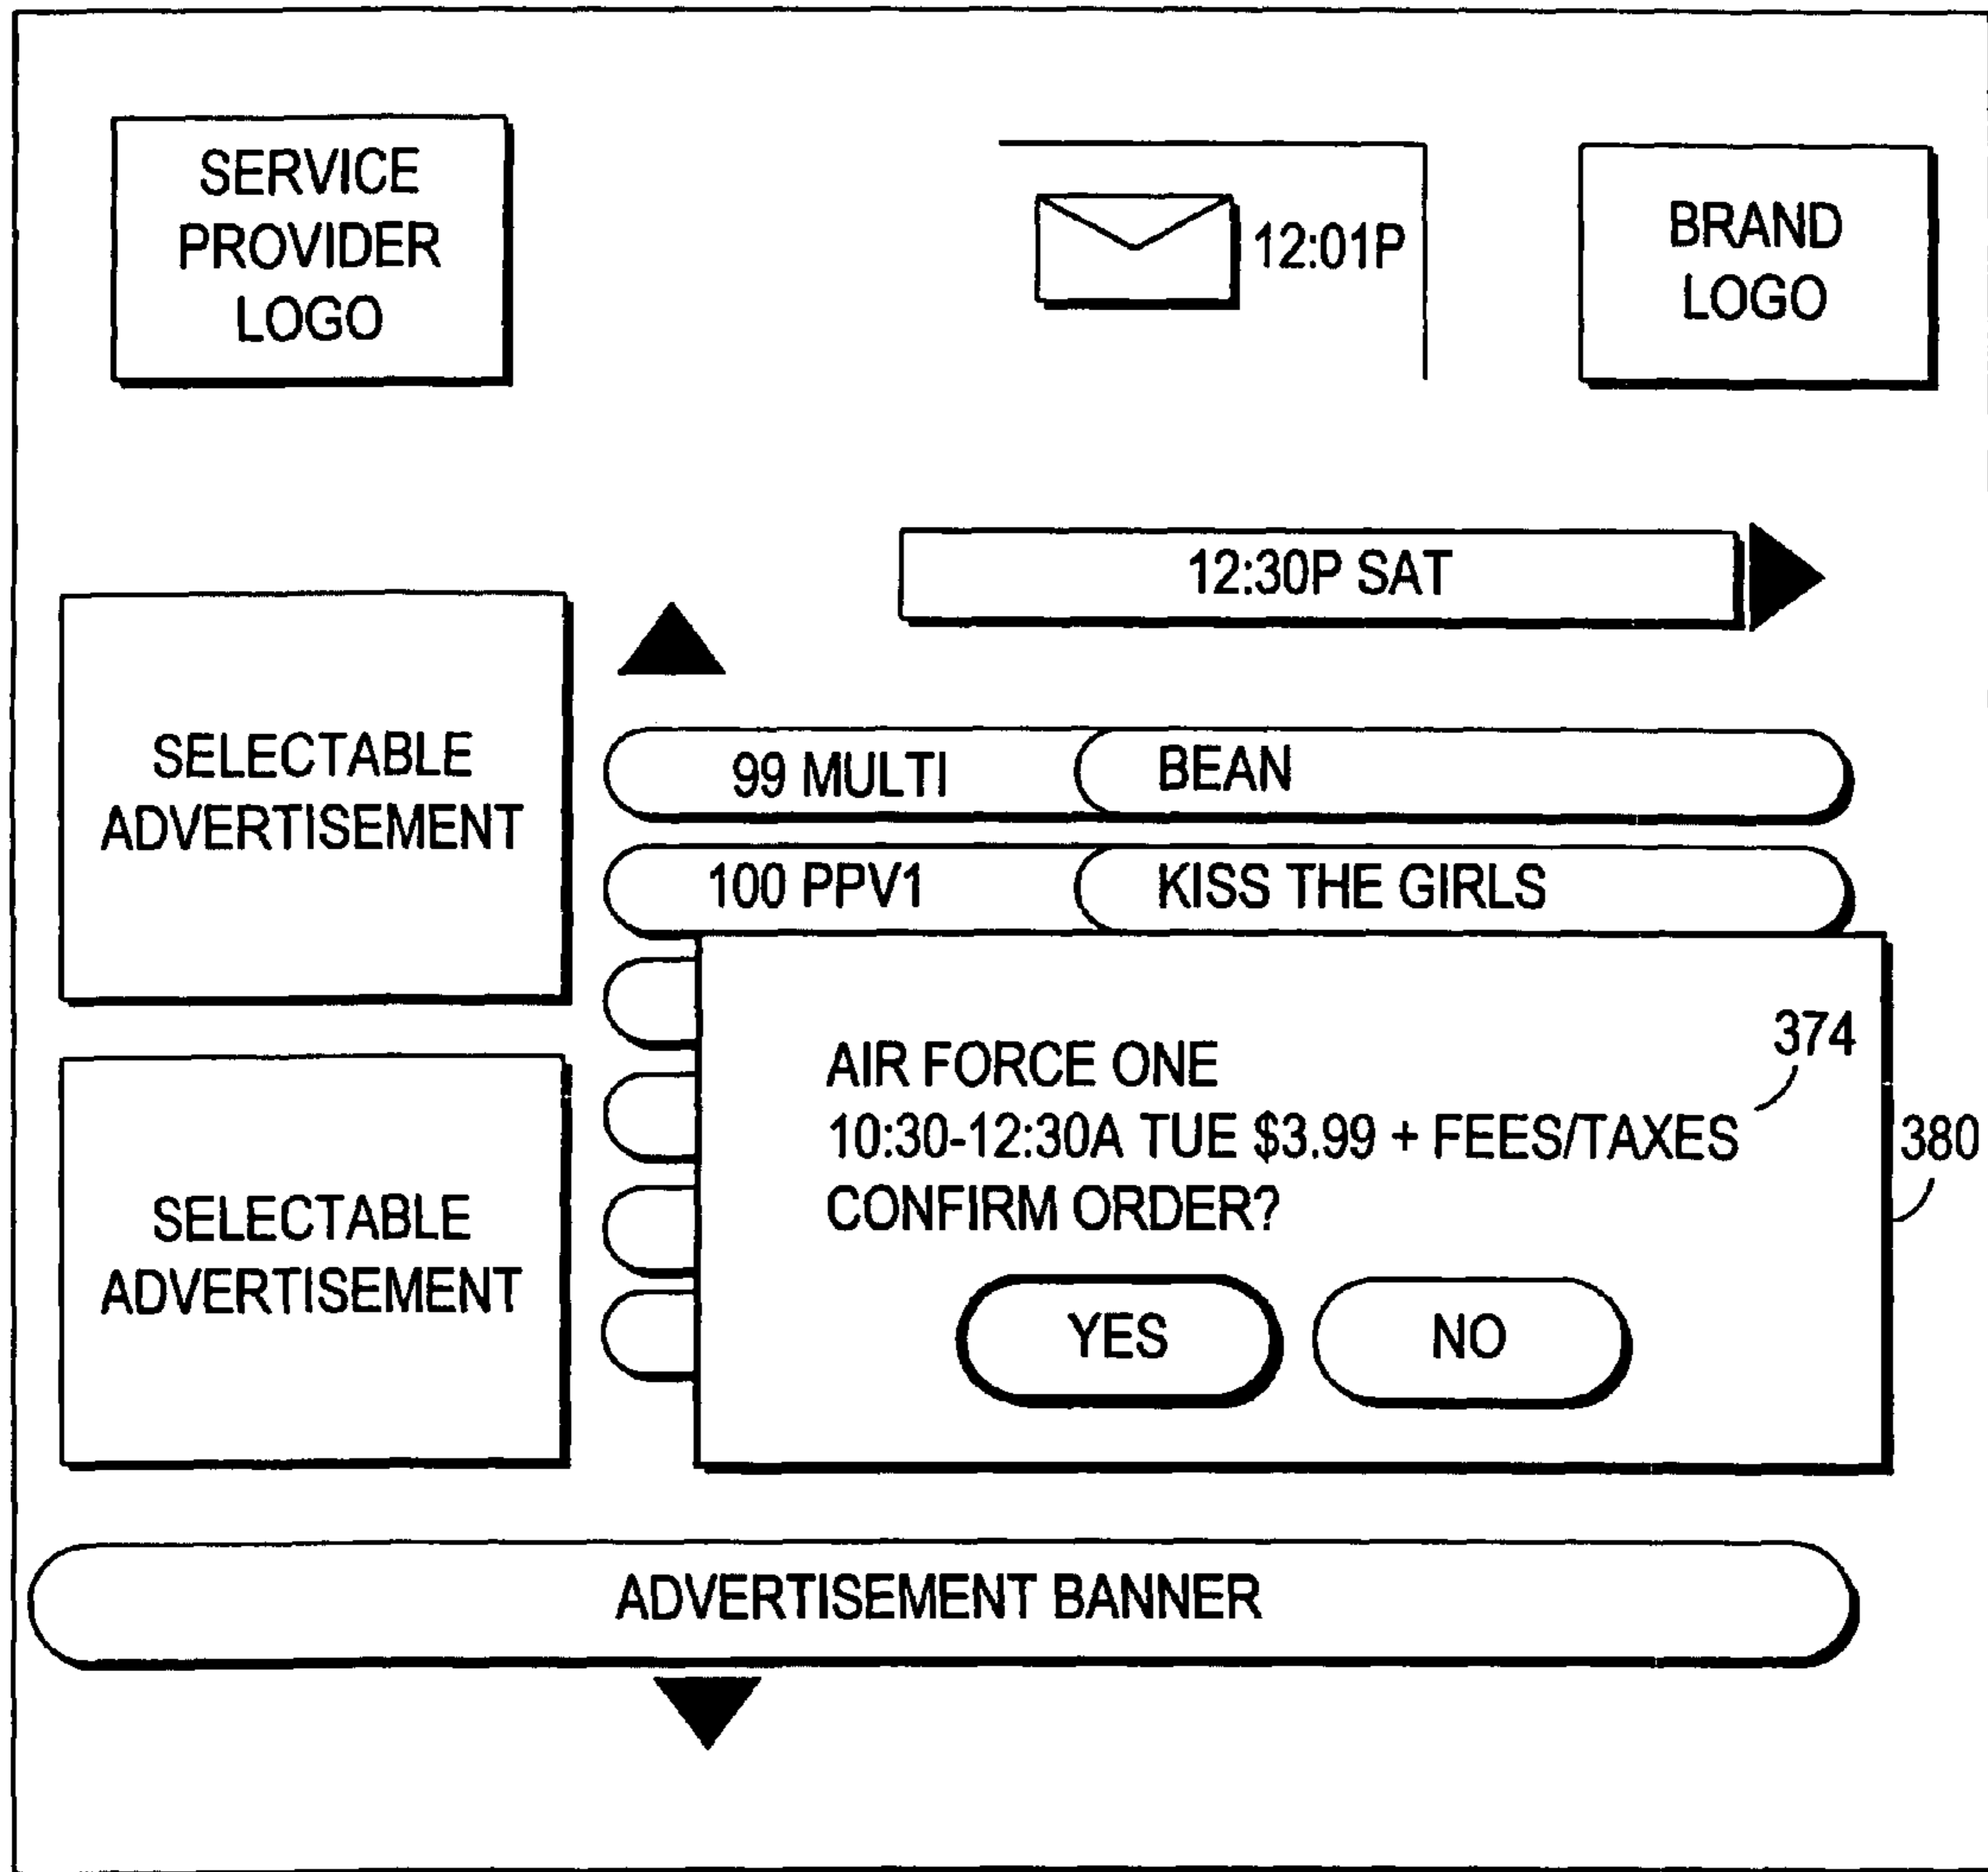 SERVICE
PROVIDER
LOGO
12:01P
BRAND
LOGO
12:30P SAT
SELECTABLE
ADVERTISEMENT
99 MULTI BEAN
100 PPV1 KISS THE GIRLS
374
AIR FORCE ONE
10:30-12:30A TUE $3.99 + FEES/TAXES
380
CONFIRM ORDER?
YES NO
SELECTABLE
ADVERTISEMENT
ADVERTISEMENT BANNER